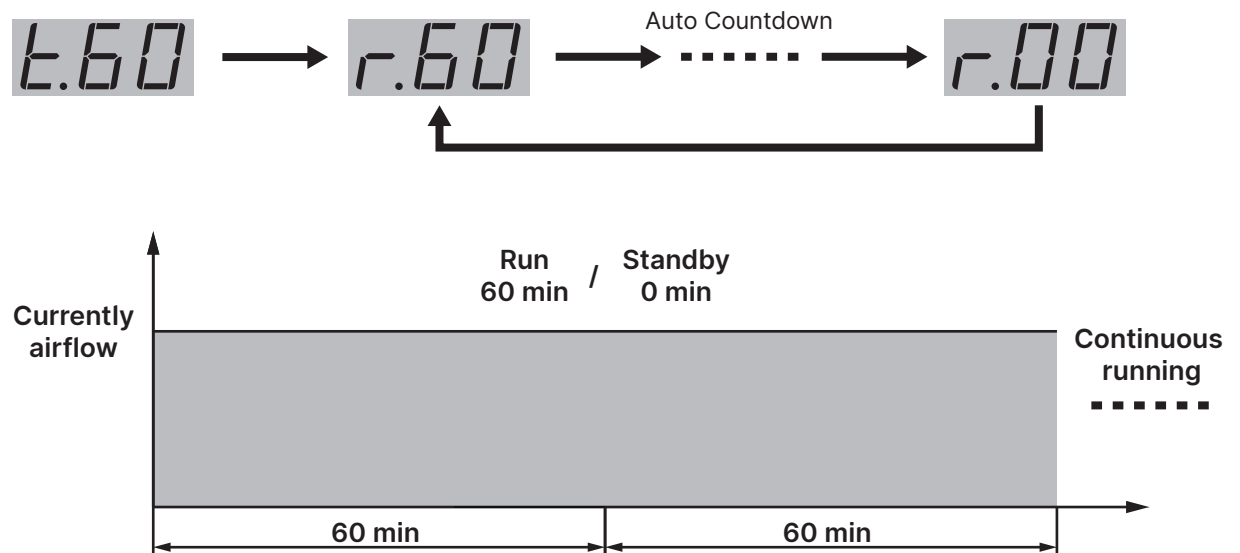 Auto Countdown
t.60
r.60
r.00
Run / Standby
60 min 0 min
Currently
airflow
Continuous
running
60 min
60 min